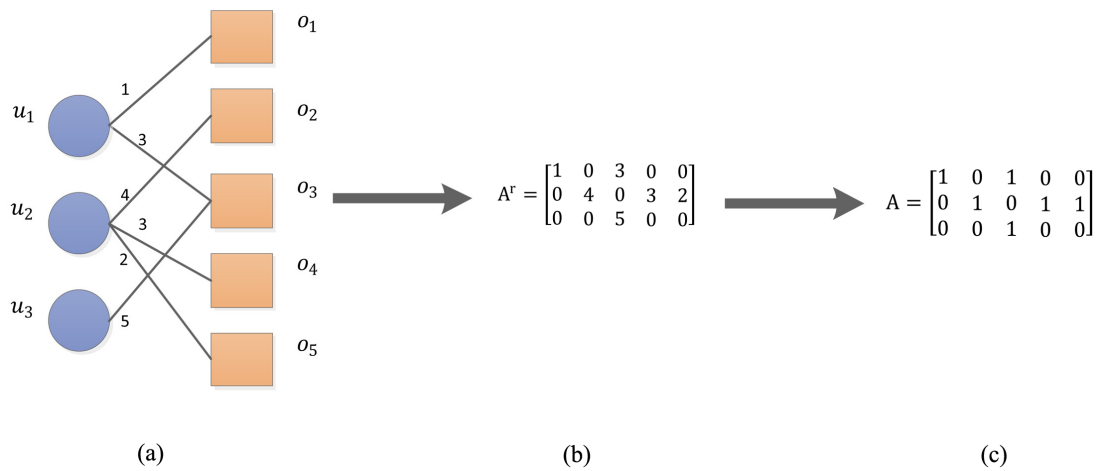 o1
1
u1
o2
3
4
o3
u2
3
2
o4
u3
5
o5
Aʳ = [1 0 3 0 0
0 4 0 3 2
0 0 5 0 0]
A = [1 0 1 0 0
0 1 0 1 1
0 0 1 0 0]
(a) (b) (c)